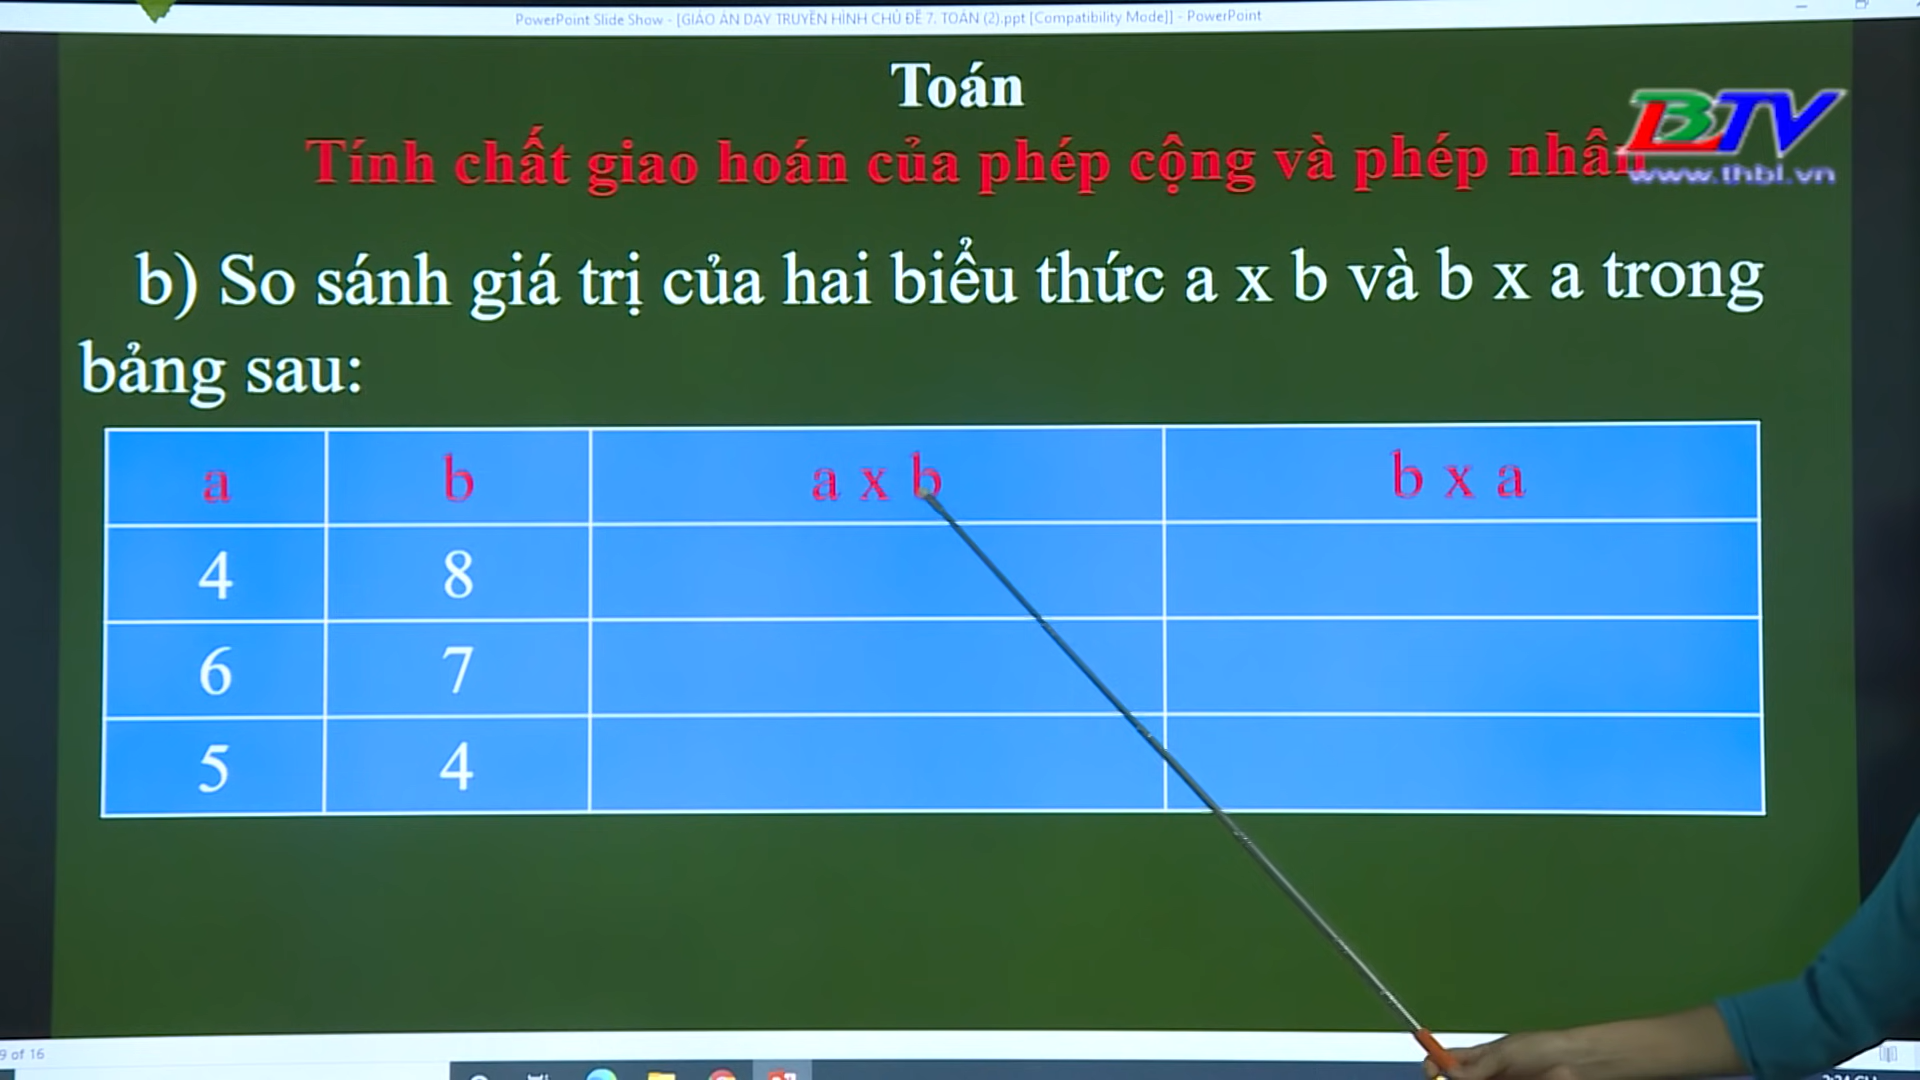 PowerPoint Slide Show - [GIÁO ÁN DẠY TRUYỀN HÌNH CHỦ ĐỀ 7. TOÁN (2).ppt [Compatibility Mode]] - PowerPoint
Toán
BTV
Tính chất giao hoán của phép cộng và phép nhân
www.thbl.vn
b) So sánh giá trị của hai biểu thức a x b và b x a trong
bảng sau:
a b a x b b x a
4 8
6 7
5 4
9 of 16